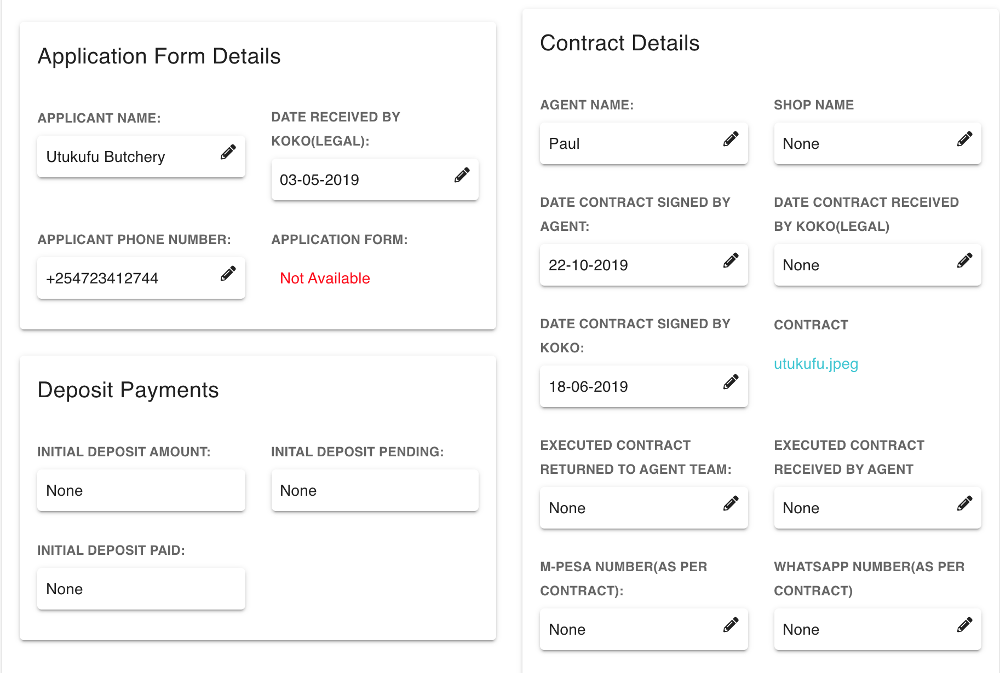 Application Form Details
APPLICANT NAME:
Utukufu Butchery
DATE RECEIVED BY
KOKO(LEGAL):
03-05-2019
APPLICANT PHONE NUMBER:
+254723412744
APPLICATION FORM:
Not Available
Deposit Payments
INITIAL DEPOSIT AMOUNT:
None
INITAL DEPOSIT PENDING:
None
INITIAL DEPOSIT PAID:
None
Contract Details
AGENT NAME:
Paul
SHOP NAME
None
DATE CONTRACT SIGNED BY
AGENT:
22-10-2019
DATE CONTRACT RECEIVED
BY KOKO(LEGAL)
None
DATE CONTRACT SIGNED BY
KOKO:
18-06-2019
CONTRACT
utukufu.jpeg
EXECUTED CONTRACT
RETURNED TO AGENT TEAM:
None
EXECUTED CONTRACT
RECEIVED BY AGENT
None
M-PESA NUMBER(AS PER
CONTRACT):
None
WHATSAPP NUMBER(AS PER
CONTRACT)
None